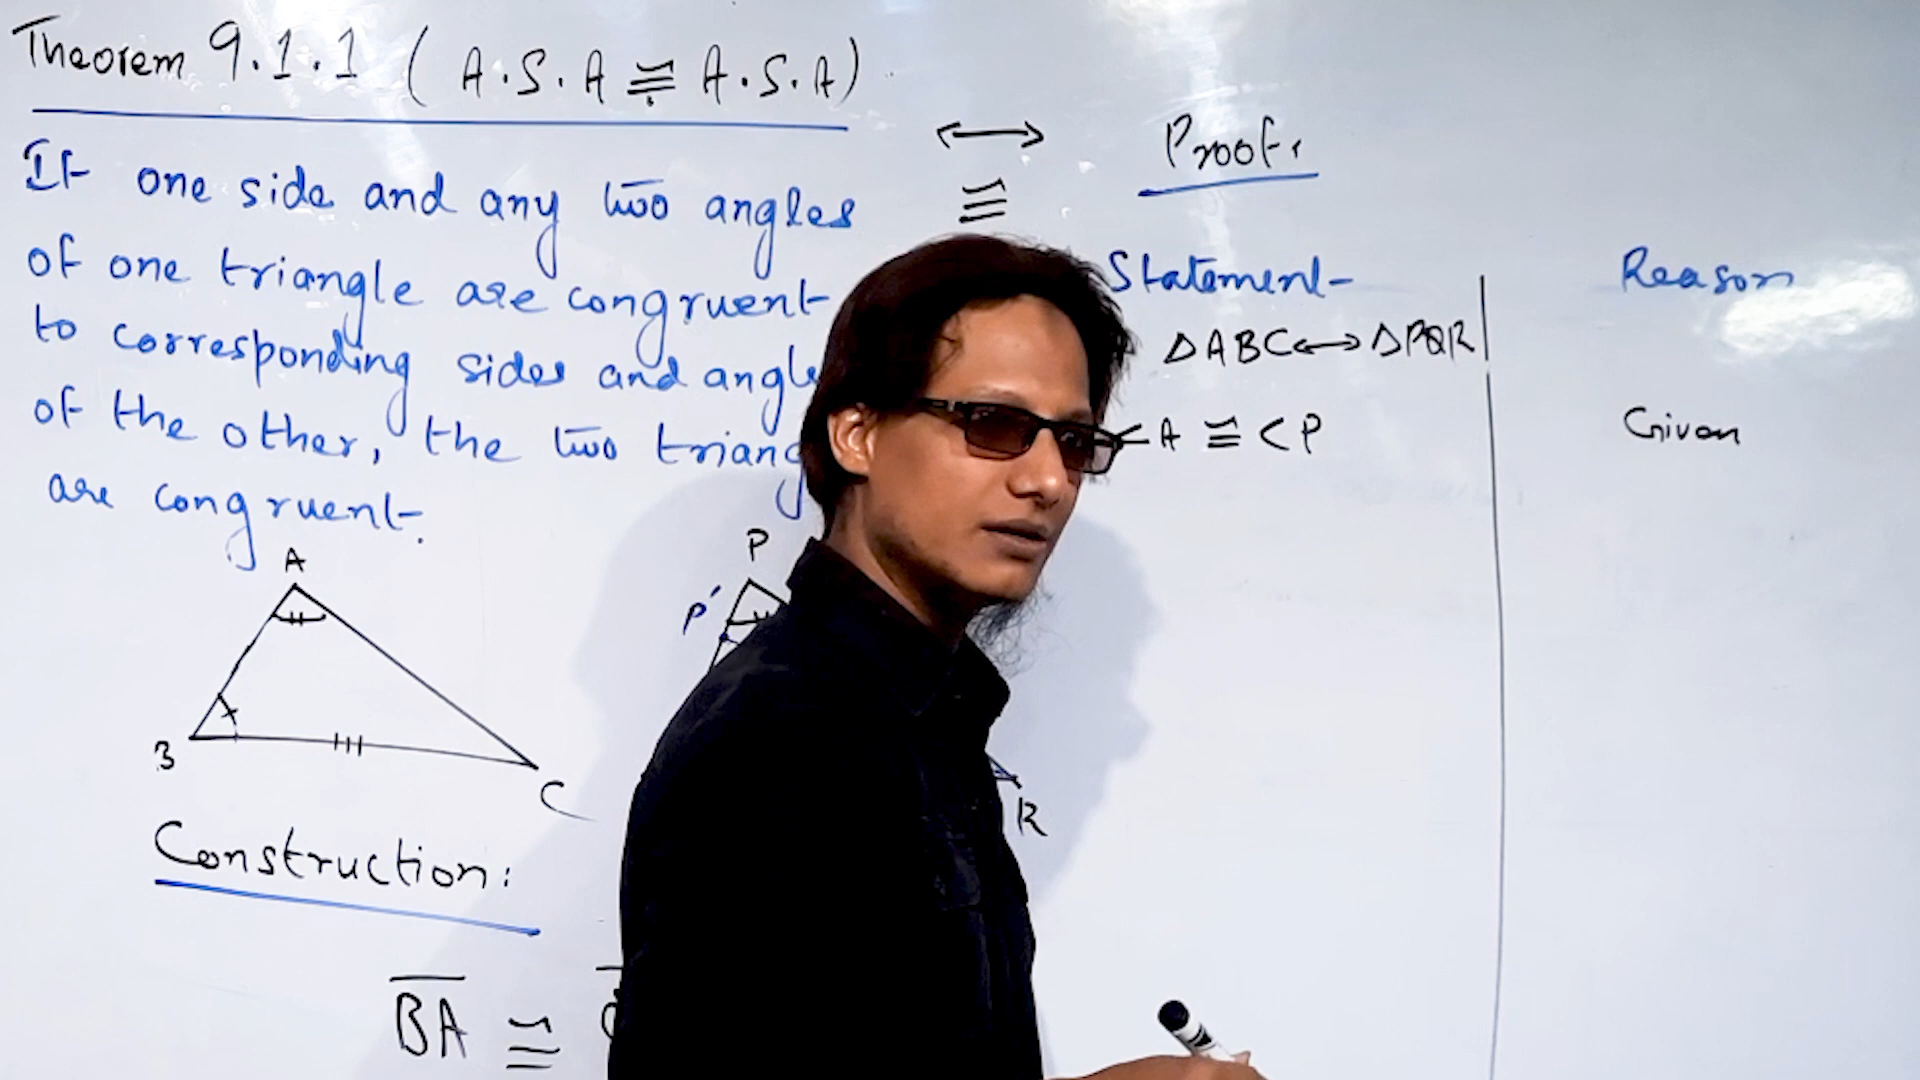 Theorem 9.1.1 (A.S.A ≅ A.S.A)
If one side and any two angles
of one triangle are congruent
to corresponding sides and angle
of the other, the two triang
are congruent.
A
B
C
P
P′
R
Construction:
BA ≅
↔
≅
Proof:
Statement Reason
ΔABC ↔ ΔPQR
<A ≅ <P Given